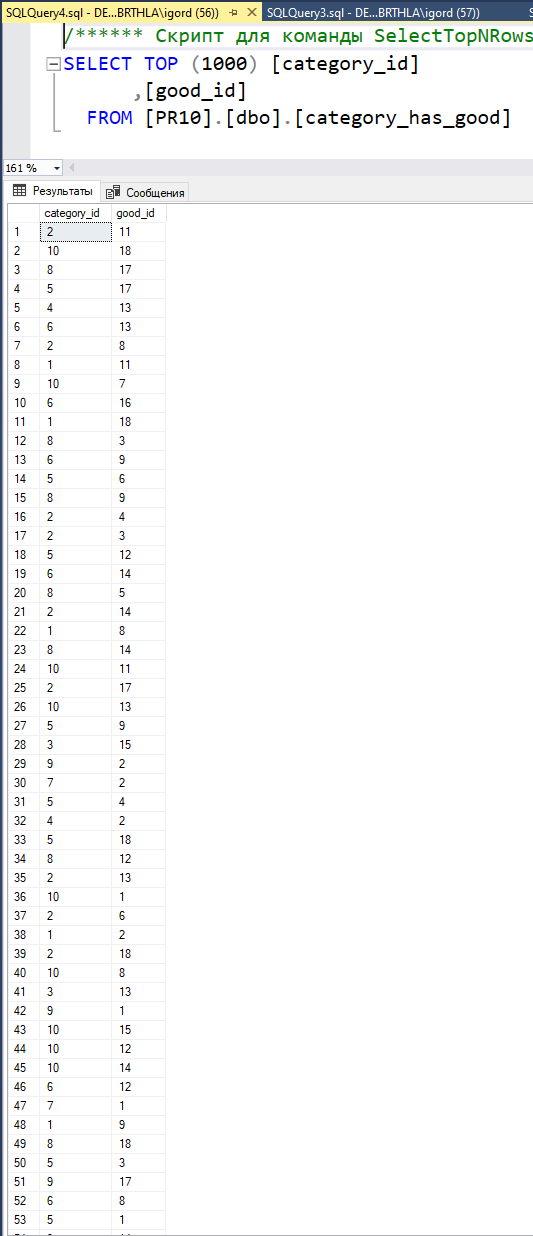 SQLQuery4.sql - DE...BRTHLA\igord (56)) SQLQuery3.sql - DE...BRTHLA\igord (57))
/****** Скрипт для команды SelectTopNRows
SELECT TOP (1000) [category_id]
,[good_id]
FROM [PR10].[dbo].[category_has_good]
161 %
Результаты Сообщения
category_id good_id
1 2 11
2 10 18
3 8 17
4 5 17
5 4 13
6 6 13
7 2 8
8 1 11
9 10 7
10 6 16
11 1 18
12 8 3
13 6 9
14 5 6
15 8 9
16 2 4
17 2 3
18 5 12
19 6 14
20 8 5
21 2 14
22 1 8
23 8 14
24 10 11
25 2 17
26 10 13
27 5 9
28 3 15
29 9 2
30 7 2
31 5 4
32 4 2
33 5 18
34 8 12
35 2 13
36 10 1
37 2 6
38 1 2
39 2 18
40 10 8
41 3 13
42 9 1
43 10 15
44 10 12
45 10 14
46 6 12
47 7 1
48 1 9
49 8 18
50 5 3
51 9 17
52 6 8
53 5 1